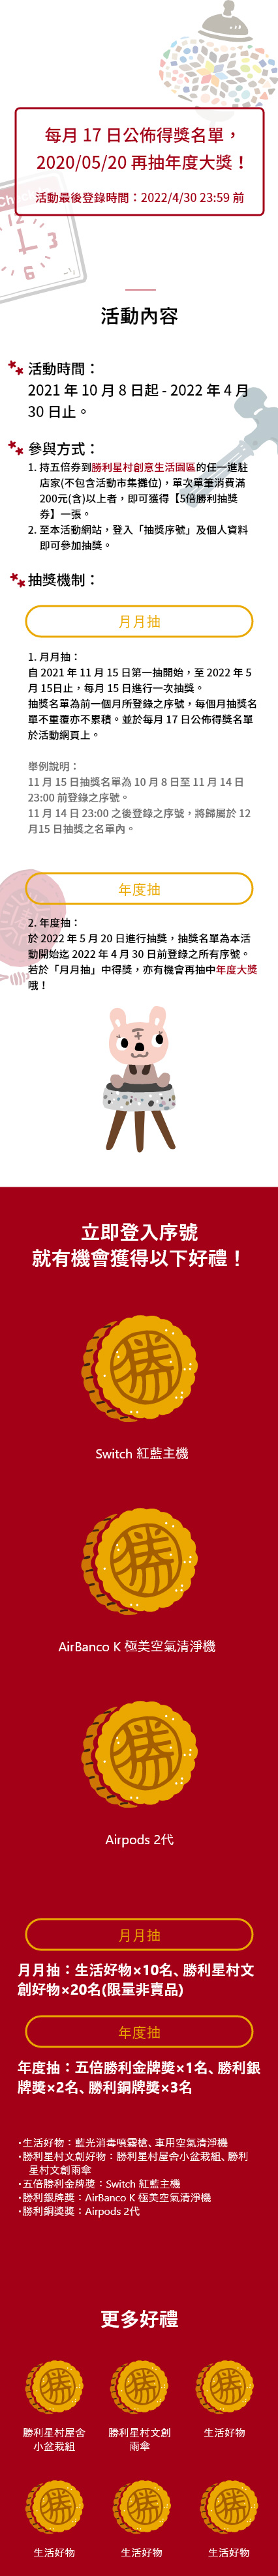 每月 17 日公佈得獎名單，
2020/05/20 再抽年度大獎！
活動最後登錄時間：2022/4/30 23:59 前
活動內容
活動時間：
2021 年 10 月 8 日起 - 2022 年 4 月
30 日止。
參與方式：
1. 持五倍券到勝利星村創意生活園區的任一進駐
店家(不包含活動市集攤位)，單次單筆消費滿
200元(含)以上者，即可獲得【5倍勝利抽獎
券】一張。
2. 至本活動網站，登入「抽獎序號」及個人資料
即可參加抽獎。
抽獎機制：
月月抽
1. 月月抽：
自 2021 年 11 月 15 日第一抽開始，至 2022 年 5
月 15日止，每月 15 日進行一次抽獎。
抽獎名單為前一個月所登錄之序號，每個月抽獎名
單不重覆亦不累積。並於每月 17 日公佈得獎名單
於活動網頁上。
舉例說明：
11 月 15 日抽獎名單為 10 月 8 日至 11 月 14 日
23:00 前登錄之序號。
11 月 14 日 23:00 之後登錄之序號，將歸屬於 12
月15 日抽獎之名單內。
年度抽
2. 年度抽：
於 2022 年 5 月 20 日進行抽獎，抽獎名單為本活
動開始迄 2022 年 4 月 30 日前登錄之所有序號。
若於「月月抽」中得獎，亦有機會再抽中年度大獎
哦！
立即登入序號
就有機會獲得以下好禮！
勝
Switch 紅藍主機
勝
AirBanco K 極美空氣清淨機
勝
Airpods 2代
月月抽
月月抽：生活好物×10名、勝利星村文
創好物×20名(限量非賣品)
年度抽
年度抽：五倍勝利金牌獎×1名、勝利銀
牌獎×2名、勝利銅牌獎×3名
·生活好物：藍光消毒噴霧槍、車用空氣清淨機
·勝利星村文創好物：勝利星村屋舍小盆栽組、勝利
星村文創雨傘
·五倍勝利金牌獎：Switch 紅藍主機
·勝利銀牌獎：AirBanco K 極美空氣清淨機
·勝利銅獎獎：Airpods 2代
更多好禮
勝 勝 勝
勝利星村屋舍 勝利星村文創 生活好物
小盆栽組 雨傘
勝 勝 勝
生活好物 生活好物 生活好物